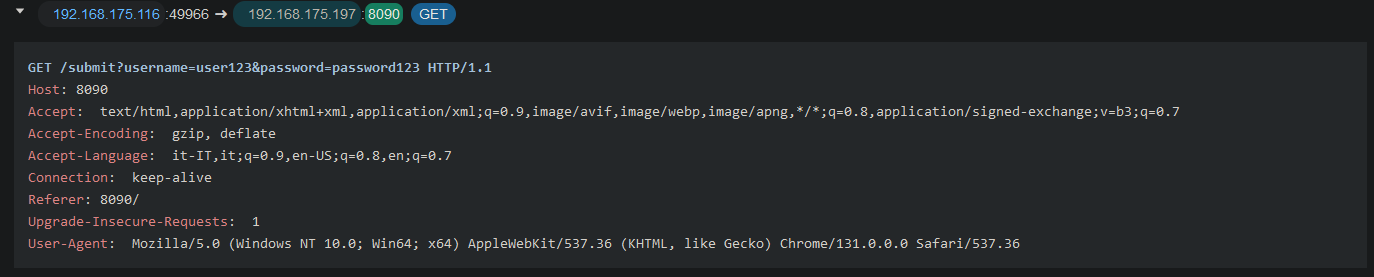 192.168.175.116 :49966 ➜ 192.168.175.197 : 8090 GET
GET /submit?username=user123&password=password123 HTTP/1.1
Host: 8090
Accept:  text/html,application/xhtml+xml,application/xml;q=0.9,image/avif,image/webp,image/apng,*/*;q=0.8,application/signed-exchange;v=b3;q=0.7
Accept-Encoding:  gzip, deflate
Accept-Language:  it-IT,it;q=0.9,en-US;q=0.8,en;q=0.7
Connection:  keep-alive
Referer: 8090/
Upgrade-Insecure-Requests:  1
User-Agent:  Mozilla/5.0 (Windows NT 10.0; Win64; x64) AppleWebKit/537.36 (KHTML, like Gecko) Chrome/131.0.0.0 Safari/537.36